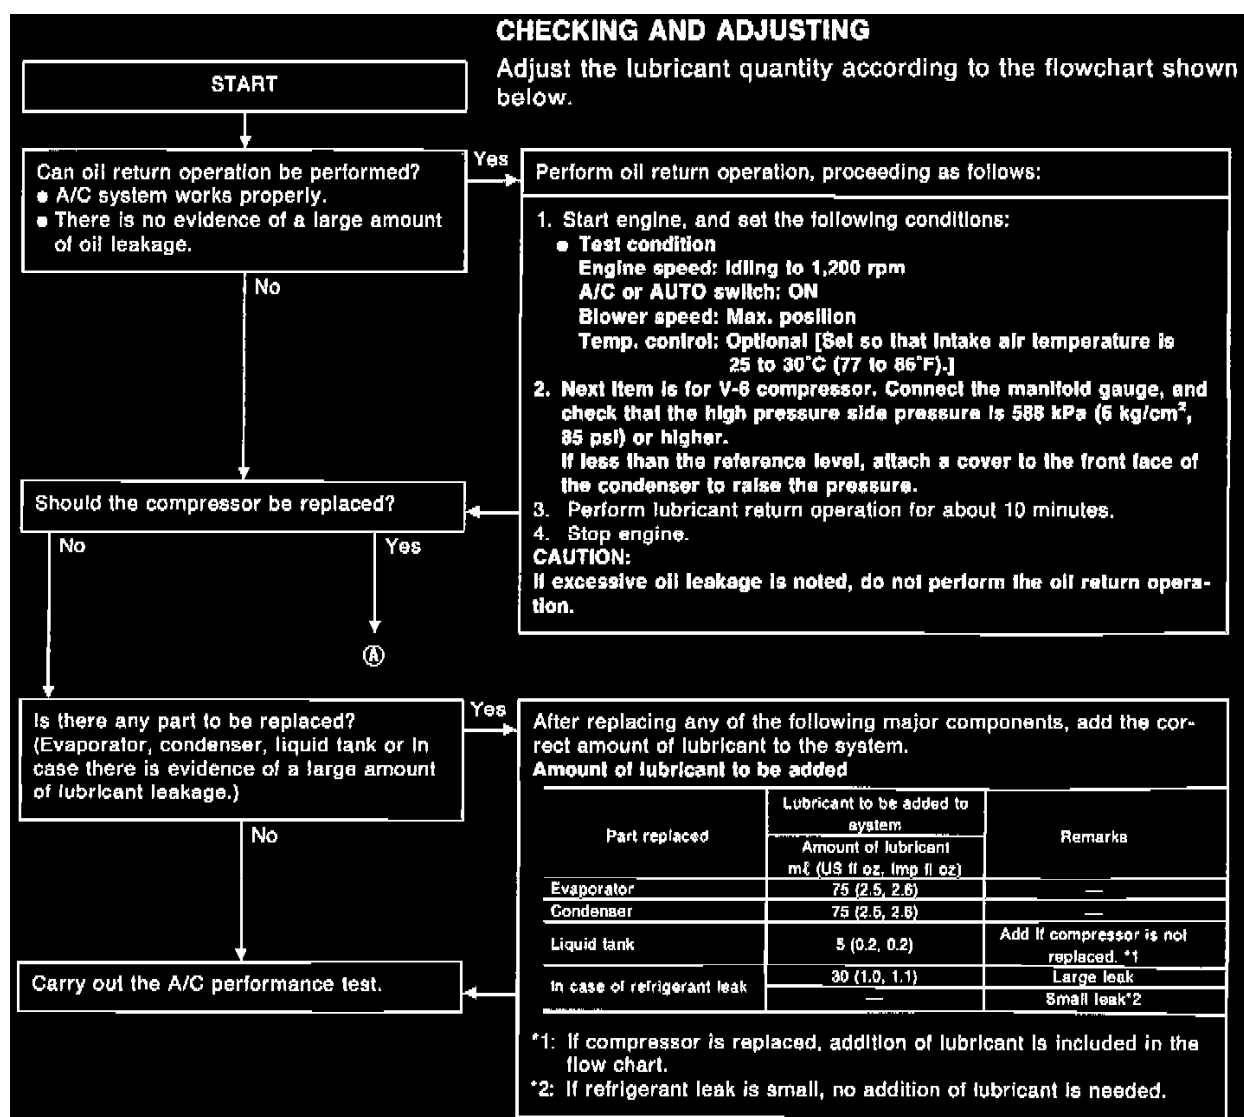 CHECKING AND ADJUSTING
Adjust the lubricant quantity according to the flowchart shown
below.
START
Can oil return operation be performed?
● A/C system works properly.
● There is no evidence of a large amount
of oil leakage.
Yes
No
Perform oil return operation, proceeding as follows:
1. Start engine, and set the following conditions:
● Test condition
Engine speed: Idling to 1,200 rpm
A/C or AUTO switch: ON
Blower speed: Max. position
Temp. control: Optional [Set so that intake air temperature is
25 to 30°C (77 to 86°F).]
2. Next item is for V-6 compressor. Connect the manifold gauge, and
check that the high pressure side pressure is 588 kPa (6 kg/cm²,
85 psi) or higher.
If less than the reference level, attach a cover to the front face of
the condenser to raise the pressure.
3. Perform lubricant return operation for about 10 minutes.
4. Stop engine.
CAUTION:
If excessive oil leakage is noted, do not perform the oil return opera-
tion.
Should the compressor be replaced?
No
Yes
Ⓐ
Is there any part to be replaced?
(Evaporator, condenser, liquid tank or in
case there is evidence of a large amount
of lubricant leakage.)
Yes
No
After replacing any of the following major components, add the cor-
rect amount of lubricant to the system.
Amount of lubricant to be added
Part replaced
Lubricant to be added to
system
Amount of lubricant
mℓ (US fl oz, Imp fl oz)
Remarks
Evaporator 75 (2.5, 2.6) —
Condenser 75 (2.5, 2.6) —
Liquid tank 5 (0.2, 0.2) Add if compressor is not
replaced. *1
In case of refrigerant leak 30 (1.0, 1.1) Large leak
— Small leak*2
*1: If compressor is replaced, addition of lubricant is included in the
flow chart.
*2: If refrigerant leak is small, no addition of lubricant is needed.
Carry out the A/C performance test.